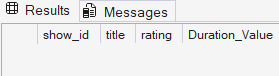 Results Messages
show_id title rating Duration_Value